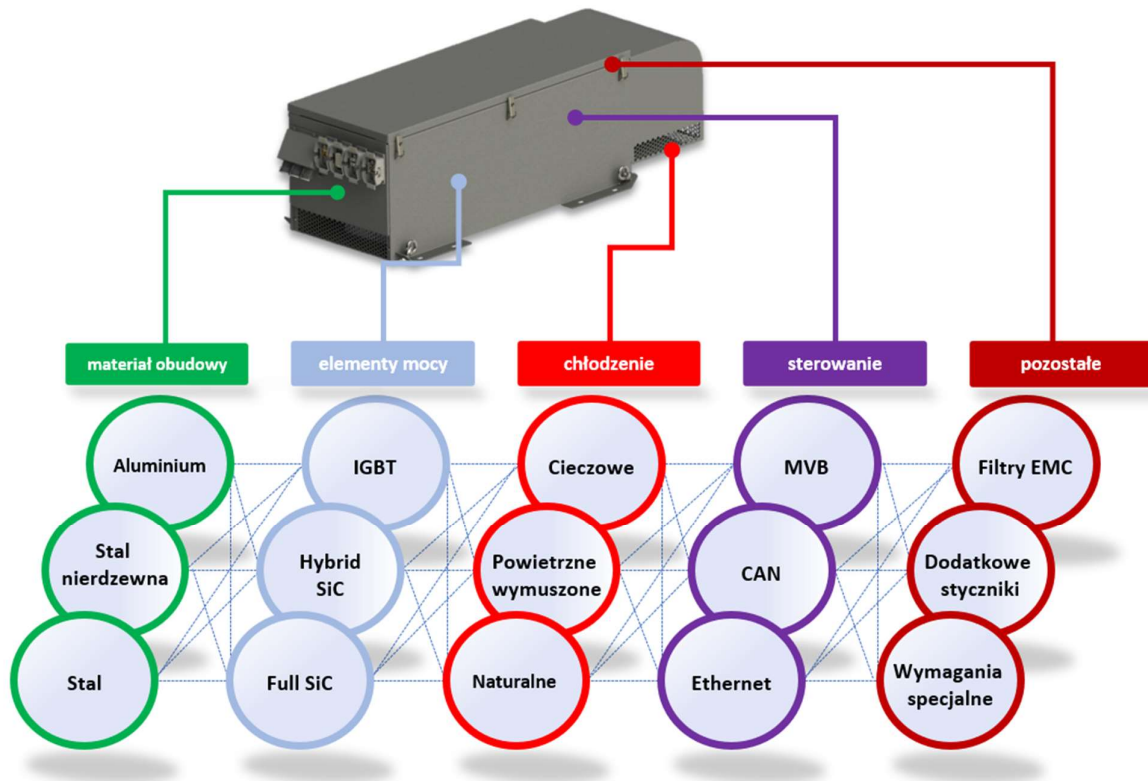 materiał obudowy
elementy mocy
chłodzenie
sterowanie
pozostałe
Aluminium
IGBT
Cieczowe
MVB
Filtry EMC
Stal
nierdzewna
Hybrid
SiC
Powietrzne
wymuszone
CAN
Dodatkowe
styczniki
Stal
Full SiC
Naturalne
Ethernet
Wymagania
specjalne